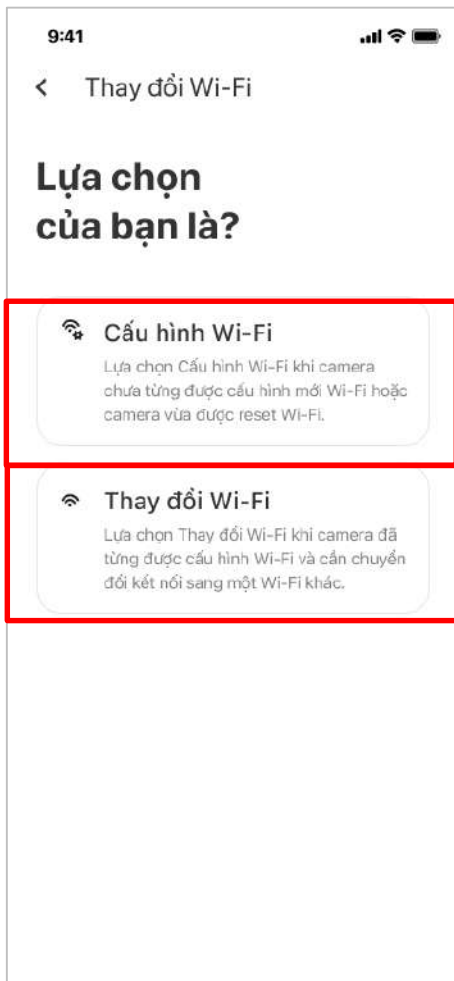 9:41
Thay đổi Wi-Fi
Lựa chọn
của bạn là?
Cấu hình Wi-Fi
Lựa chọn Cấu hình Wi-Fi khi camera
chưa từng được cấu hình mới Wi-Fi hoặc
camera vừa được reset Wi-Fi.
Thay đổi Wi-Fi
Lựa chọn Thay đổi Wi-Fi khi camera đã
từng được cấu hình Wi-Fi và cần chuyển
đổi kết nối sang một Wi-Fi khác.